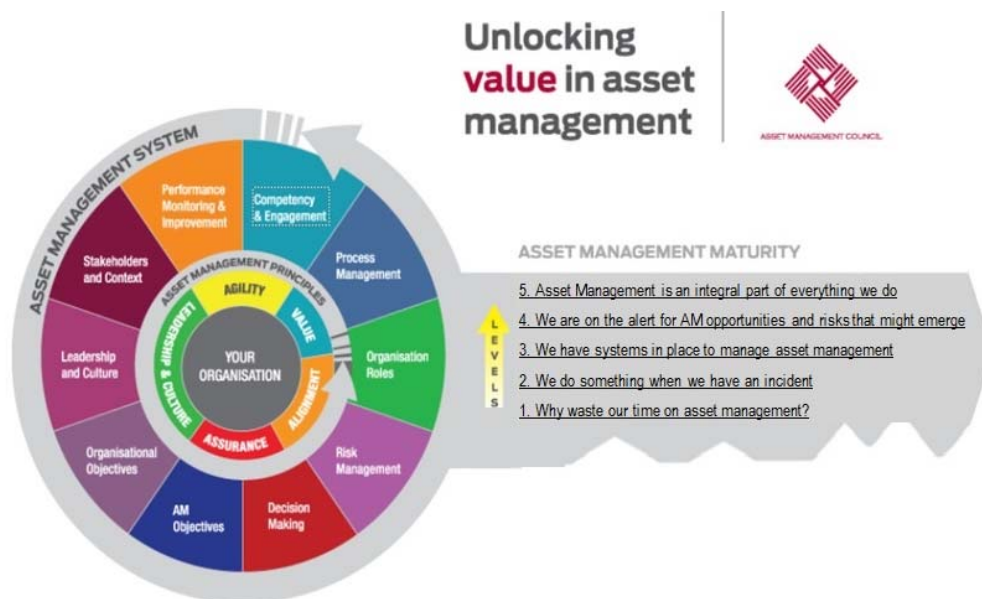 Unlocking
value in asset
management
ASSET MANAGEMENT COUNCIL
ASSET MANAGEMENT SYSTEM
Performance
Monitoring &
Improvement
Competency
& Engagement
Process
Management
Organisation
Roles
Risk
Management
Decision
Making
AM
Objectives
Organisational
Objectives
Leadership
and Culture
Stakeholders
and Context
ASSET MANAGEMENT PRINCIPLES
AGILITY
VALUE
ALIGNMENT
ASSURANCE
LEADERSHIP & CULTURE
YOUR
ORGANISATION
ASSET MANAGEMENT MATURITY
LEVELS
5. Asset Management is an integral part of everything we do
4. We are on the alert for AM opportunities and risks that might emerge
3. We have systems in place to manage asset management
2. We do something when we have an incident
1. Why waste our time on asset management?